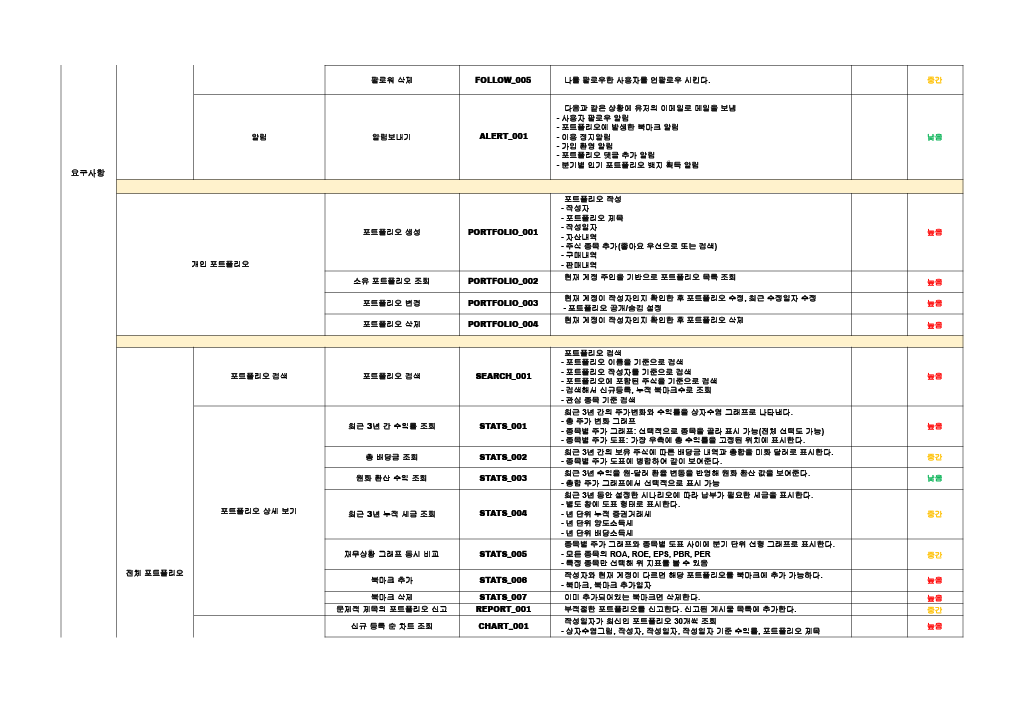 요구사항
팔로워 삭제 FOLLOW_005 나를 팔로우한 사용자를 언팔로우 시킨다. 중간
알림 알림보내기 ALERT_001 낮음
다음과 같은 상황에 유저의 이메일로 메일을 보냄
- 사용자 팔로우 알림
- 포트폴리오에 발생한 북마크 알림
- 이용 정지알림
- 가입 환영 알림
- 포트폴리오 댓글 추가 알림
- 분기별 인기 포트폴리오 뱃지 획득 알림
개인 포트폴리오
포트폴리오 생성 PORTFOLIO_001 높음
포트폴리오 작성
- 작성자
- 포트폴리오 제목
- 작성일자
- 자산내역
- 주식 종목 추가(좋아요 우선으로 또는 검색)
- 구매내역
- 판매내역
소유 포트폴리오 조회 PORTFOLIO_002 현재 계정 주인을 기반으로 포트폴리오 목록 조회 높음
포트폴리오 변경 PORTFOLIO_003 높음
현재 계정이 작성자인지 확인한 후 포트폴리오 수정, 최근 수정일자 수정
- 포트폴리오 공개/숨김 설정
포트폴리오 삭제 PORTFOLIO_004 현재 계정이 작성자인지 확인한 후 포트폴리오 삭제 높음
전체 포트폴리오
포트폴리오 검색 포트폴리오 검색 SEARCH_001 높음
포트폴리오 검색
- 포트폴리오 이름을 기준으로 검색
- 포트폴리오 작성자를 기준으로 검색
- 포트폴리오에 포함된 주식을 기준으로 검색
- 검색해서 신규등록, 누적 북마크수로 조회
- 관심 종목 기준 검색
포트폴리오 상세 보기
최근 3년 간 수익률 조회 STATS_001 높음
최근 3년 간의 주가변화와 수익률을 상자수염 그래프로 나타낸다.
- 총 주가 변화 그래프
- 종목별 주가 그래프: 선택적으로 종목을 골라 표시 가능(전체 선택도 가능)
- 종목별 주가 도표: 가장 우측에 총 수익률을 고정된 위치에 표시한다.
총 배당금 조회 STATS_002 중간
최근 3년 간의 보유 주식에 따른 배당금 내역과 총합을 미화 달러로 표시한다.
- 종목별 주가 도표에 병합하여 같이 보여준다.
원화 환산 수익 조회 STATS_003 낮음
최근 3년 수익을 원-달러 환율 변동을 반영해 원화 환산 값을 보여준다.
- 총합 주가 그래프에서 선택적으로 표시 가능
최근 3년 누적 세금 조회 STATS_004 중간
최근 3년 동안 설정한 시나리오에 따라 납부가 필요한 세금을 표시한다.
- 별도 창에 도표 형태로 표시한다.
- 년 단위 누적 증권거래세
- 년 단위 양도소득세
- 년 단위 배당소득세
재무상황 그래프 동시 비교 STATS_005 중간
종목별 주가 그래프와 종목별 도표 사이에 분기 단위 선형 그래프로 표시한다.
- 모든 종목의 ROA, ROE, EPS, PBR, PER
- 특정 종목만 선택해 위 지표를 볼 수 있음
북마크 추가 STATS_006 높음
작성자와 현재 계정이 다르면 해당 포트폴리오를 북마크에 추가 가능하다.
- 북마크, 북마크 추가일자
북마크 삭제 STATS_007 이미 추가되어있는 북마크면 삭제한다. 높음
문제적 제목의 포트폴리오 신고 REPORT_001 부적절한 포트폴리오를 신고한다. 신고된 게시물 목록에 추가한다. 중간
신규 등록 순 차트 조회 CHART_001 높음
작성일자가 최신인 포트폴리오 30개씩 조회
- 상자수염그림, 작성자, 작성일자, 작성일자 기준 수익률, 포트폴리오 제목